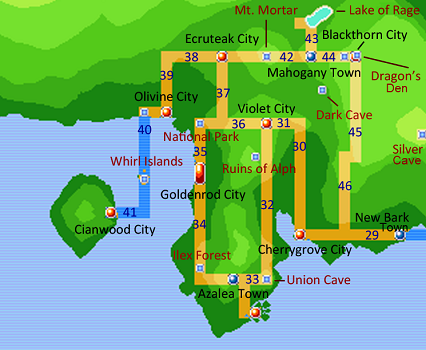 Mt. Mortar
Lake of Rage
43
Ecruteak City
Blackthorn City
38
42
44
Mahogany Town
Dragon's
Den
39
37
Olivine City
Violet City
Dark Cave
40
36
31
National Park
45
Whirl Islands
35
Ruins of Alph
30
Silver
Cave
Goldenrod City
46
41
34
32
New Bark
Town
Cianwood City
Cherrygrove City
29
Ilex Forest
33
Union Cave
Azalea Town